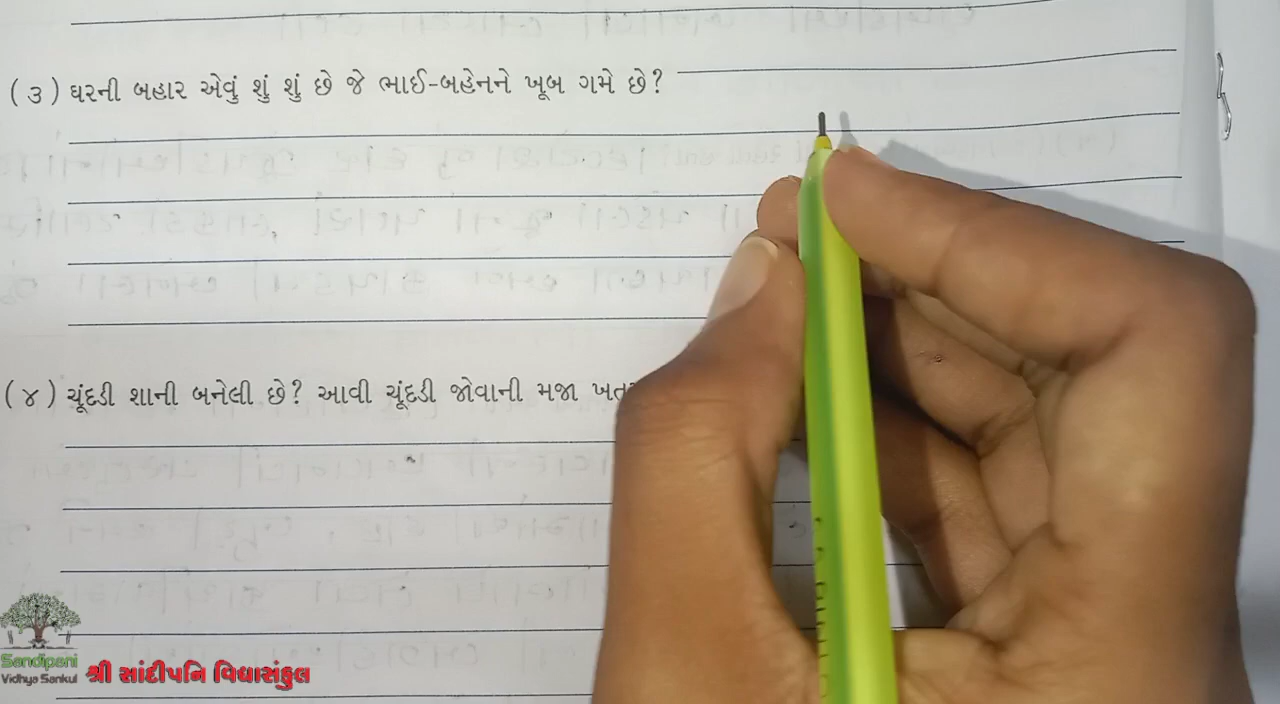 (૩) ઘરની બહાર એવું શું શું છે જે ભાઈ-બહેનને ખૂબ ગમે છે?
(૪) ચૂંદડી શાની બનેલી છે? આવી ચૂંદડી જોવાની મજા
Sandipani
Vidhya Sankul
શ્રી સાંદીપનિ વિદ્યાસંકુલ